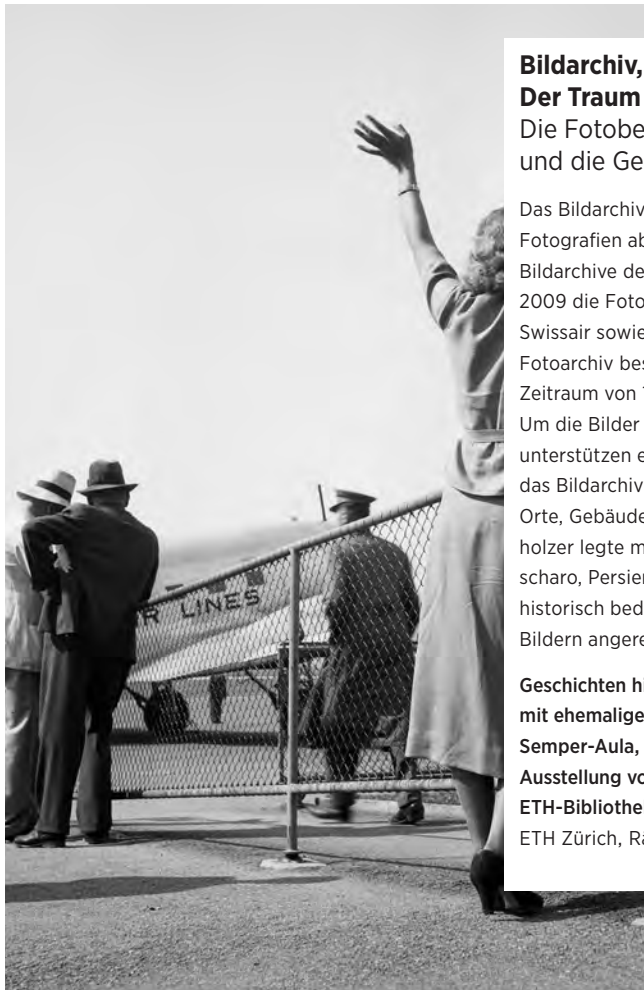 R LINES
Bildarchiv,
Der Traum
Die Fotobe
und die Ge
Das Bildarchiv
Fotografien ab
Bildarchive de
2009 die Foto
Swissair sowie
Fotoarchiv bes
Zeitraum von
Um die Bilder
unterstützen e
das Bildarchiv
Orte, Gebäude
holzer legte m
scharo, Persien
historisch bed
Bildern angere
Geschichten hi
mit ehemalige
Semper-Aula,
Ausstellung vo
ETH-Bibliothe
ETH Zürich, Rä